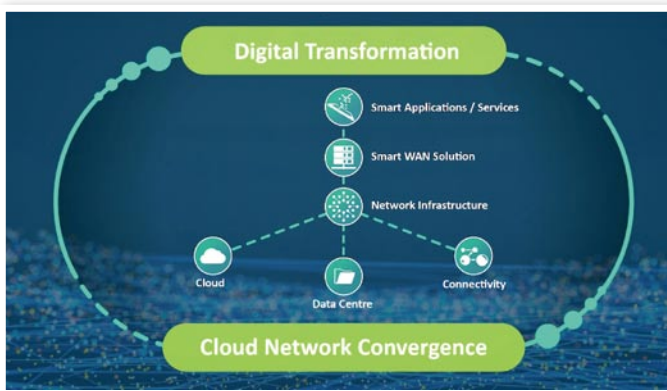 Digital Transformation
Smart Applications / Services
Smart WAN Solution
Network Infrastructure
Cloud
Data Centre
Connectivity
Cloud Network Convergence